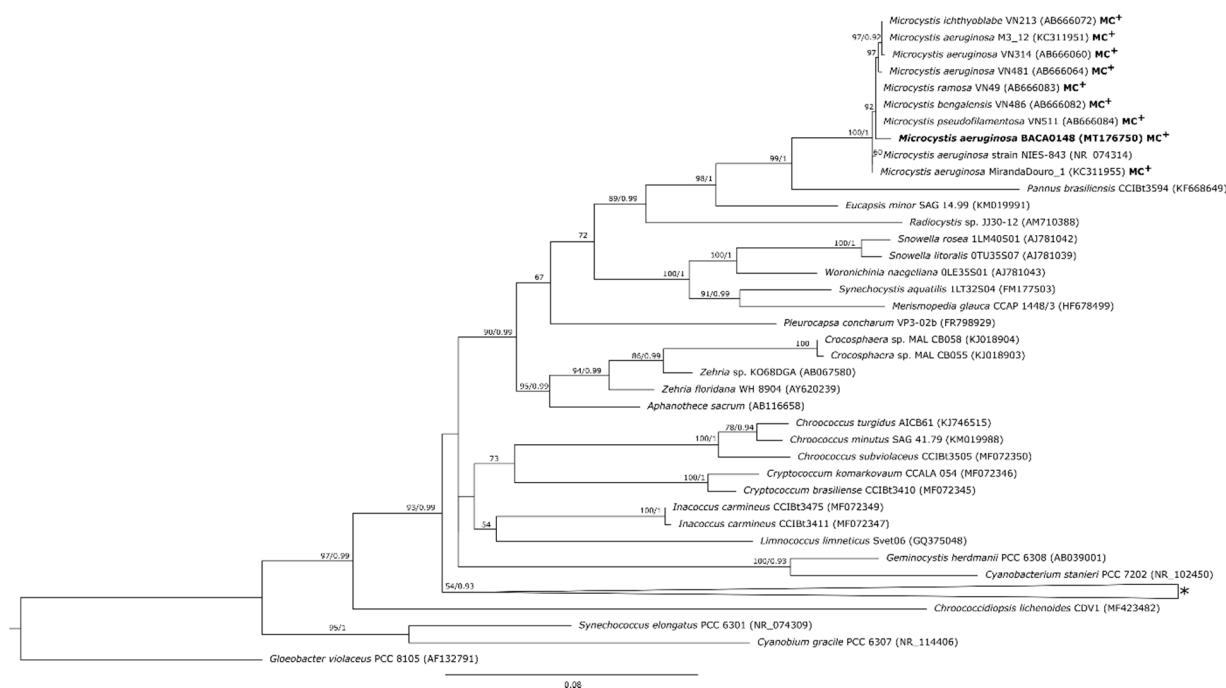 Microcystis ichthyoblabe VN213 (AB666072) MC+
97/0.92
Microcystis aeruginosa M3_12 (KC311951) MC+
97
Microcystis aeruginosa VN314 (AB666060) MC+
Microcystis aeruginosa VN481 (AB666064) MC+
Microcystis ramosa VN49 (AB666083) MC+
92
Microcystis bengalensis VN486 (AB666082) MC+
Microcystis pseudofilamentosa VN511 (AB666084) MC+
100/1
Microcystis aeruginosa BACA0148 (MT176750) MC+
60
Microcystis aeruginosa strain NIES-843 (NR_074314)
99/1
Microcystis aeruginosa MirandaDouro_1 (KC311955) MC+
98/1
Pannus brasiliensis CCIBt3594 (KF668649)
89/0.99
Eucapsis minor SAG 14.99 (KM019991)
Radiocystis sp. JJ30-12 (AM710388)
72
100/1
Snowella rosea 1LM40S01 (AJ781042)
100/1
Snowella litoralis 0TU35S07 (AJ781039)
67
100/1
Woronichinia naegeliana 0LE35S01 (AJ781043)
91/0.99
Synechocystis aquatilis 1LT32S04 (FM177503)
Merismopedia glauca CCAP 1448/3 (HF678499)
90/0.99
Pleurocapsa concharum VP3-02b (FR798929)
100
Crocosphaera sp. MAL CB058 (KJ018904)
86/0.99
Crocosphaera sp. MAL CB055 (KJ018903)
94/0.99
Zehria sp. KO68DGA (AB067580)
95/0.99
Zehria floridana WH 8904 (AY620239)
Aphanothece sacrum (AB116658)
78/0.94
Chroococcus turgidus AICB61 (KJ746515)
100/1
Chroococcus minutus SAG 41.79 (KM019988)
73
Chroococcus subviolaceus CCIBt3505 (MF072350)
100/1
Cryptococcum komarkovaum CCALA 054 (MF072346)
Cryptococcum brasiliense CCIBt3410 (MF072345)
93/0.99
100/1
Inacoccus carmineus CCIBt3475 (MF072349)
54
Inacoccus carmineus CCIBt3411 (MF072347)
Limnococcus limneticus Svet06 (GQ375048)
97/0.99
100/0.93
Geminocystis herdmanii PCC 6308 (AB039001)
Cyanobacterium stanieri PCC 7202 (NR_102450)
54/0.93
*
Chroococcidiopsis lichenoides CDV1 (MF423482)
95/1
Synechococcus elongatus PCC 6301 (NR_074309)
Cyanobium gracile PCC 6307 (NR_114406)
Gloeobacter violaceus PCC 8105 (AF132791)
0.08